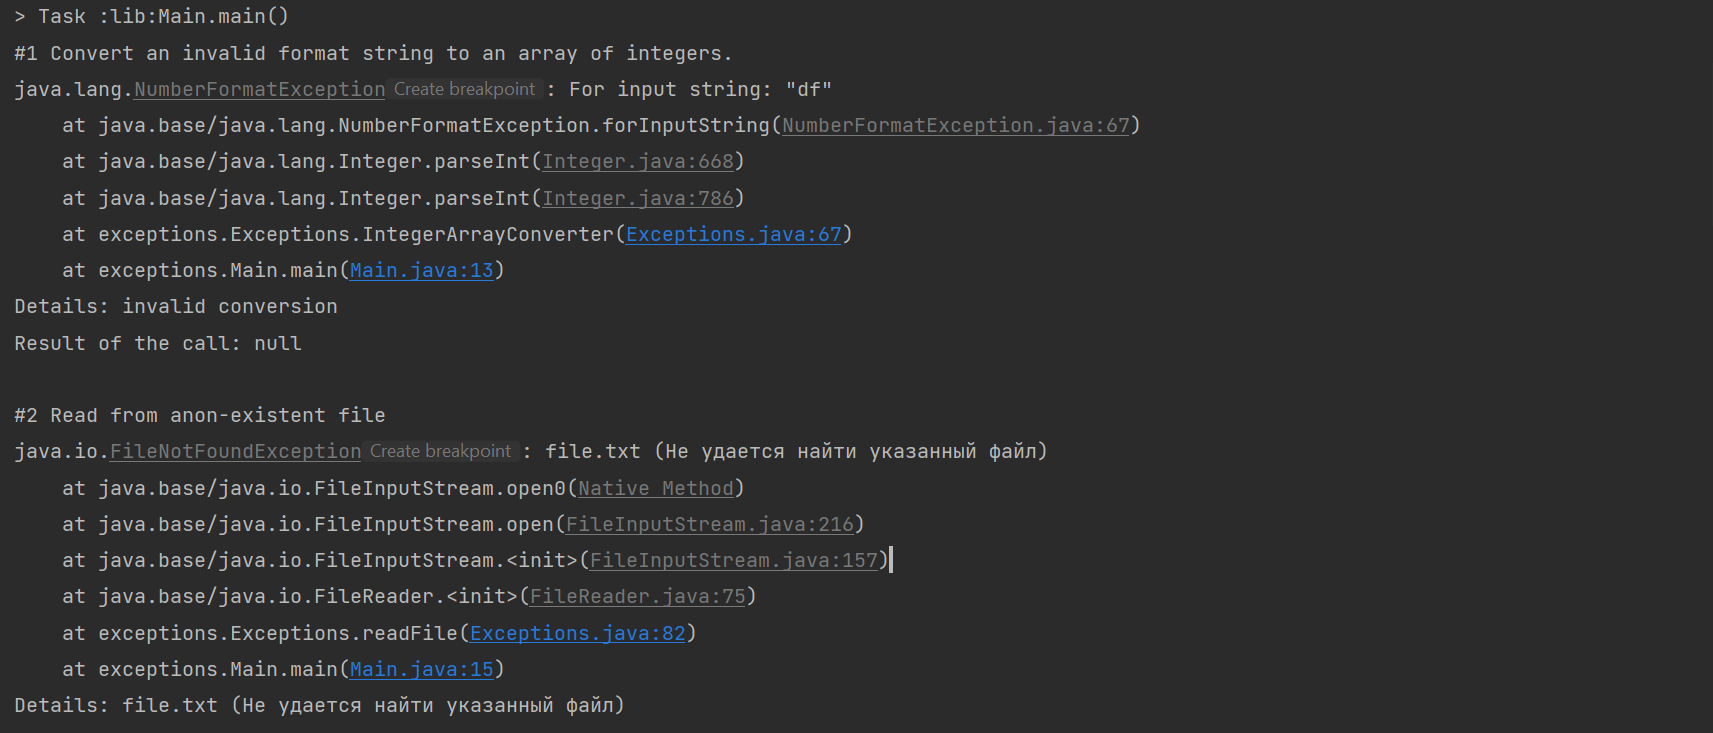 > Task :lib:Main.main()
#1 Convert an invalid format string to an array of integers.
java.lang.NumberFormatException Create breakpoint : For input string: "df"
    at java.base/java.lang.NumberFormatException.forInputString(NumberFormatException.java:67)
    at java.base/java.lang.Integer.parseInt(Integer.java:668)
    at java.base/java.lang.Integer.parseInt(Integer.java:786)
    at exceptions.Exceptions.IntegerArrayConverter(Exceptions.java:67)
    at exceptions.Main.main(Main.java:13)
Details: invalid conversion
Result of the call: null

#2 Read from anon-existent file
java.io.FileNotFoundException Create breakpoint : file.txt (Не удается найти указанный файл)
    at java.base/java.io.FileInputStream.open0(Native Method)
    at java.base/java.io.FileInputStream.open(FileInputStream.java:216)
    at java.base/java.io.FileInputStream.<init>(FileInputStream.java:157)
    at java.base/java.io.FileReader.<init>(FileReader.java:75)
    at exceptions.Exceptions.readFile(Exceptions.java:82)
    at exceptions.Main.main(Main.java:15)
Details: file.txt (Не удается найти указанный файл)